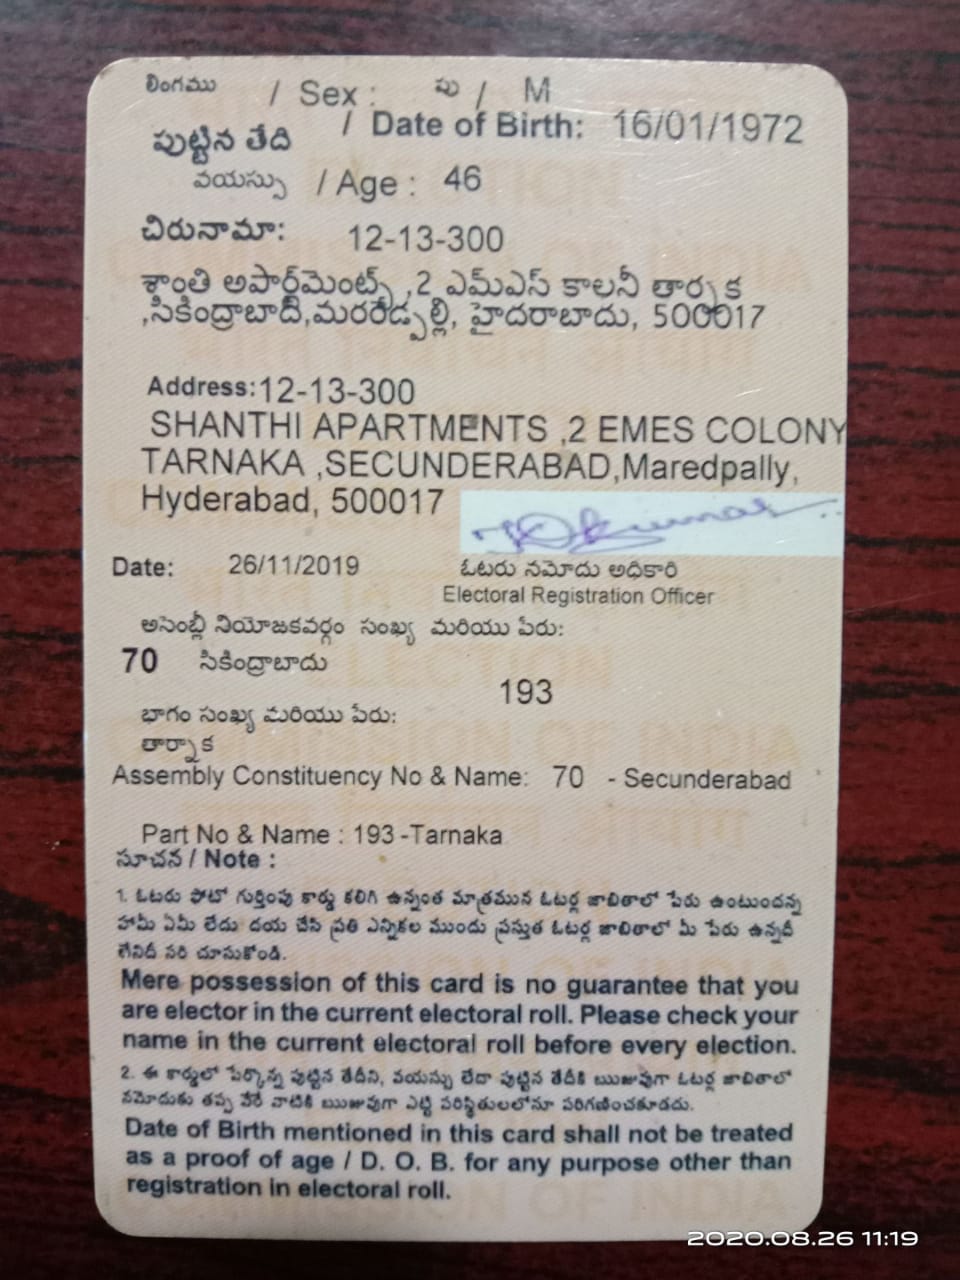 లింగము / Sex : పు / M
పుట్టిన తేది / Date of Birth: 16/01/1972
వయస్సు / Age : 46
చిరునామా: 12-13-300
శాంతి అపార్ట్‌మెంట్స్ ,2 ఎమ్ఎస్ కాలనీ తార్నక
,సికింద్రాబాద్,మరరెడ్పల్లి, హైదరాబాదు, 500017
Address:12-13-300
SHANTHI APARTMENTS ,2 EMES COLONY
TARNAKA ,SECUNDERABAD,Maredpally,
Hyderabad, 500017
Date: 26/11/2019
ఓటరు నమోదు అధికారి
Electoral Registration Officer
అసెంబ్లీ నియోజకవర్గం సంఖ్య మరియు పేరు:
70 సికింద్రాబాదు
193
భాగం సంఖ్య మరియు పేరు:
తార్నాక
Assembly Constituency No & Name: 70 - Secunderabad
Part No & Name : 193 -Tarnaka
సూచన / Note :
1. ఓటరు ఫోటో గుర్తింపు కార్డు కలిగి ఉన్నంత మాత్రమున ఓటర్ల జాబితాలో పేరు ఉంటుందన్న
హామీ ఏమీ లేదు దయ చేసి ప్రతి ఎన్నికల ముందు ప్రస్తుత ఓటర్ల జాబితాలో మీ పేరు ఉన్నదీ
లేనిదీ సరి చూసుకోండి.
Mere possession of this card is no guarantee that you
are elector in the current electoral roll. Please check your
name in the current electoral roll before every election.
2. ఈ కార్డులో పేర్కొన్న పుట్టిన తేదీని, వయస్సు లేదా పుట్టిన తేదీకి ఋజువుగా ఓటర్ల జాబితాలో
నమోదుకు తప్ప వేరే వాటికి ఋజువుగా ఎట్టి పరిస్థితులలోనూ పరిగణించకూడదు.
Date of Birth mentioned in this card shall not be treated
as a proof of age / D. O. B. for any purpose other than
registration in electoral roll.
2020.08.26 11:19